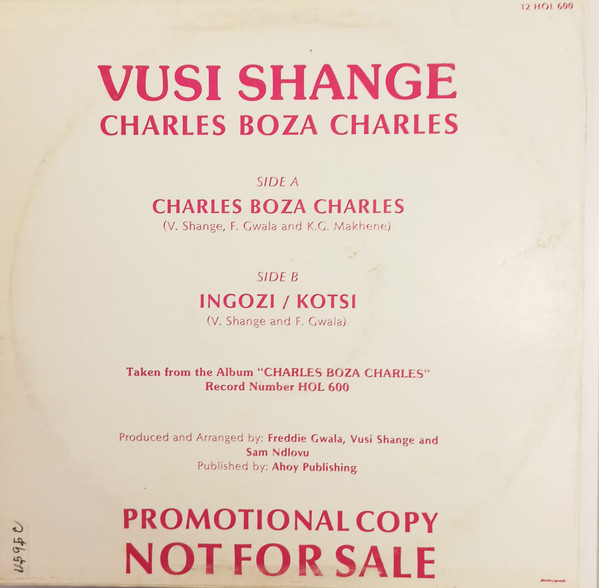 12 HOL 600
VUSI SHANGE
CHARLES BOZA CHARLES
SIDE A
CHARLES BOZA CHARLES
(V. Shange, F. Gwala and K.G. Makhene).
SIDE B
INGOZI / KOTSI
(V. Shange and F. Gwala).
Taken from the Album "CHARLES BOZA CHARLES"
Record Number HOL 600
Produced and Arranged by: Freddie Gwala, Vusi Shange and
Sam Ndlovu
Published by: Ahoy Publishing.
PROMOTIONAL COPY
NOT FOR SALE